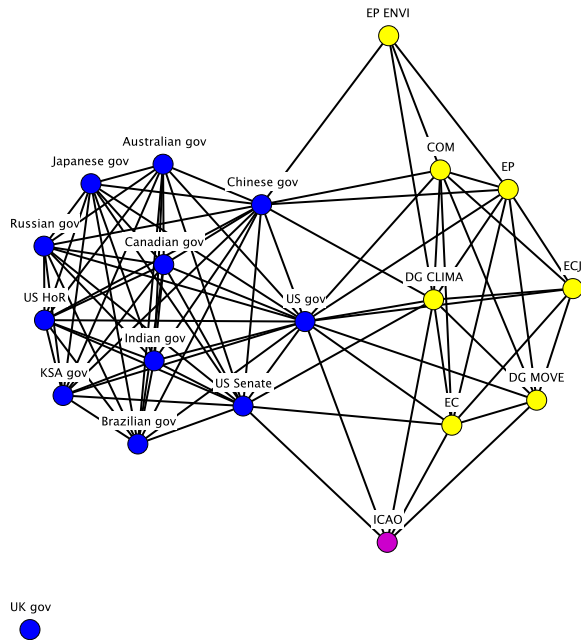 EP ENVI
Australian gov
COM
Japanese gov
EP
Chinese gov
Russian gov
Canadian gov
ECJ
DG CLIMA
US HoR
US gov
Indian gov
KSA gov
US Senate
DG MOVE
EC
Brazilian gov
ICAO
UK gov